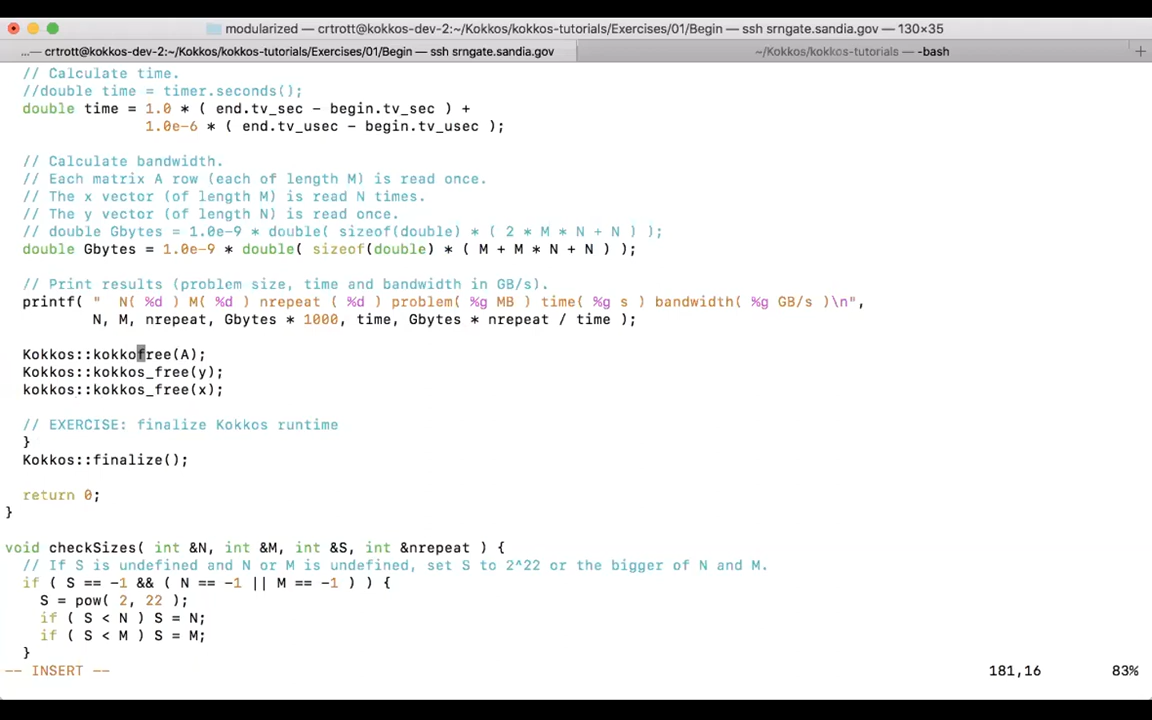 modularized — crtrott@kokkos-dev-2:~/Kokkos/kokkos-tutorials/Exercises/01/Begin — ssh srngate.sandia.gov — 130×35
...— crtrott@kokkos-dev-2:~/Kokkos/kokkos-tutorials/Exercises/01/Begin — ssh srngate.sandia.gov ~/Kokkos/kokkos-tutorials — -bash +
// Calculate time.
//double time = timer.seconds();
double time = 1.0 * ( end.tv_sec - begin.tv_sec ) +
1.0e-6 * ( end.tv_usec - begin.tv_usec );
// Calculate bandwidth.
// Each matrix A row (each of length M) is read once.
// The x vector (of length M) is read N times.
// The y vector (of length N) is read once.
// double Gbytes = 1.0e-9 * double( sizeof(double) * ( 2 * M * N + N ) );
double Gbytes = 1.0e-9 * double( sizeof(double) * ( M + M * N + N ) );
// Print results (problem size, time and bandwidth in GB/s).
printf( "  N( %d ) M( %d ) nrepeat ( %d ) problem( %g MB ) time( %g s ) bandwidth( %g GB/s )\n",
N, M, nrepeat, Gbytes * 1000, time, Gbytes * nrepeat / time );
Kokkos::kokkofree(A);
Kokkos::kokkos_free(y);
kokkos::kokkos_free(x);
// EXERCISE: finalize Kokkos runtime
}
Kokkos::finalize();
return 0;
}
void checkSizes( int &N, int &M, int &S, int &nrepeat ) {
// If S is undefined and N or M is undefined, set S to 2^22 or the bigger of N and M.
if ( S == -1 && ( N == -1 || M == -1 ) ) {
S = pow( 2, 22 );
if ( S < N ) S = N;
if ( S < M ) S = M;
}
-- INSERT -- 181,16 83%